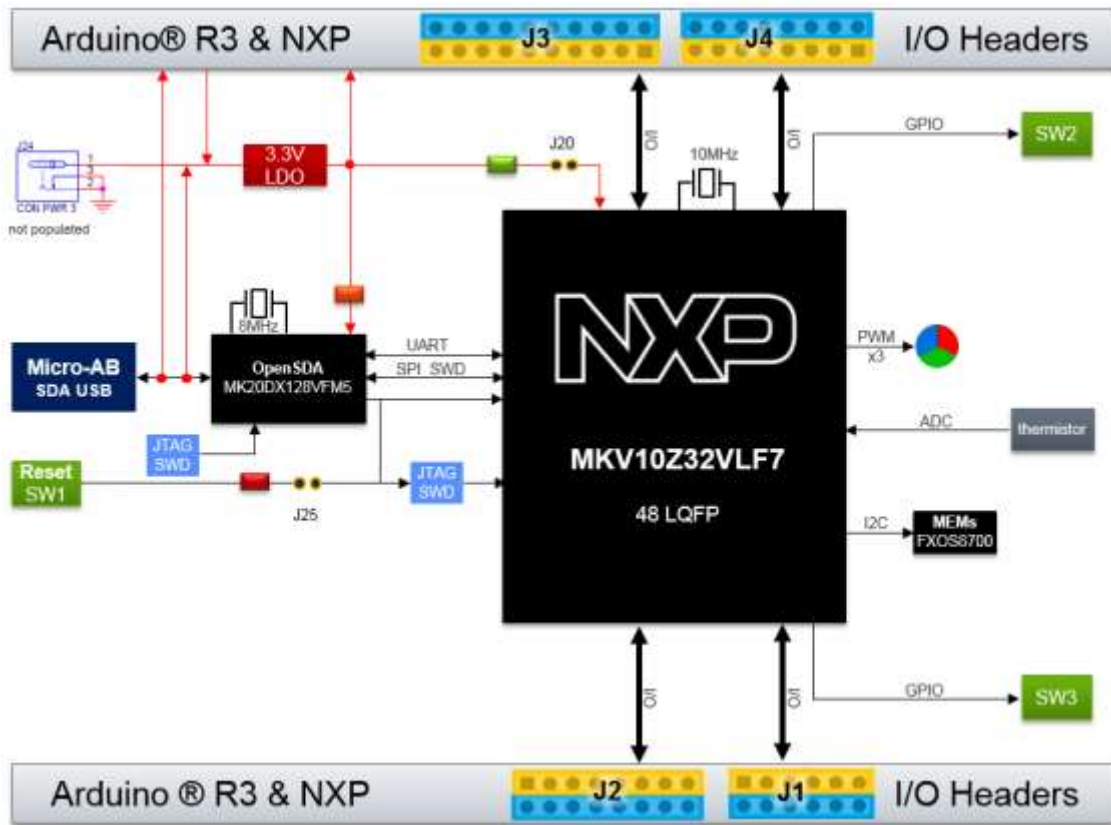 Arduino® R3 & NXP
J3
J4
I/O Headers
J24
1
3
2
CON PWR 3
not populated
3.3V
LDO
J20
10MHz
I/O
I/O
GPIO
SW2
8MHz
Micro-AB
SDA USB
OpenSDA
MK20DX128VFM5
UART
SPI SWD
NXP
MKV10Z32VLF7
48 LQFP
PWM
x3
ADC
thermistor
JTAG
SWD
Reset
SW1
J25
JTAG
SWD
I2C
MEMs
FXOS8700
I/O
I/O
GPIO
SW3
Arduino ® R3 & NXP
J2
J1
I/O Headers